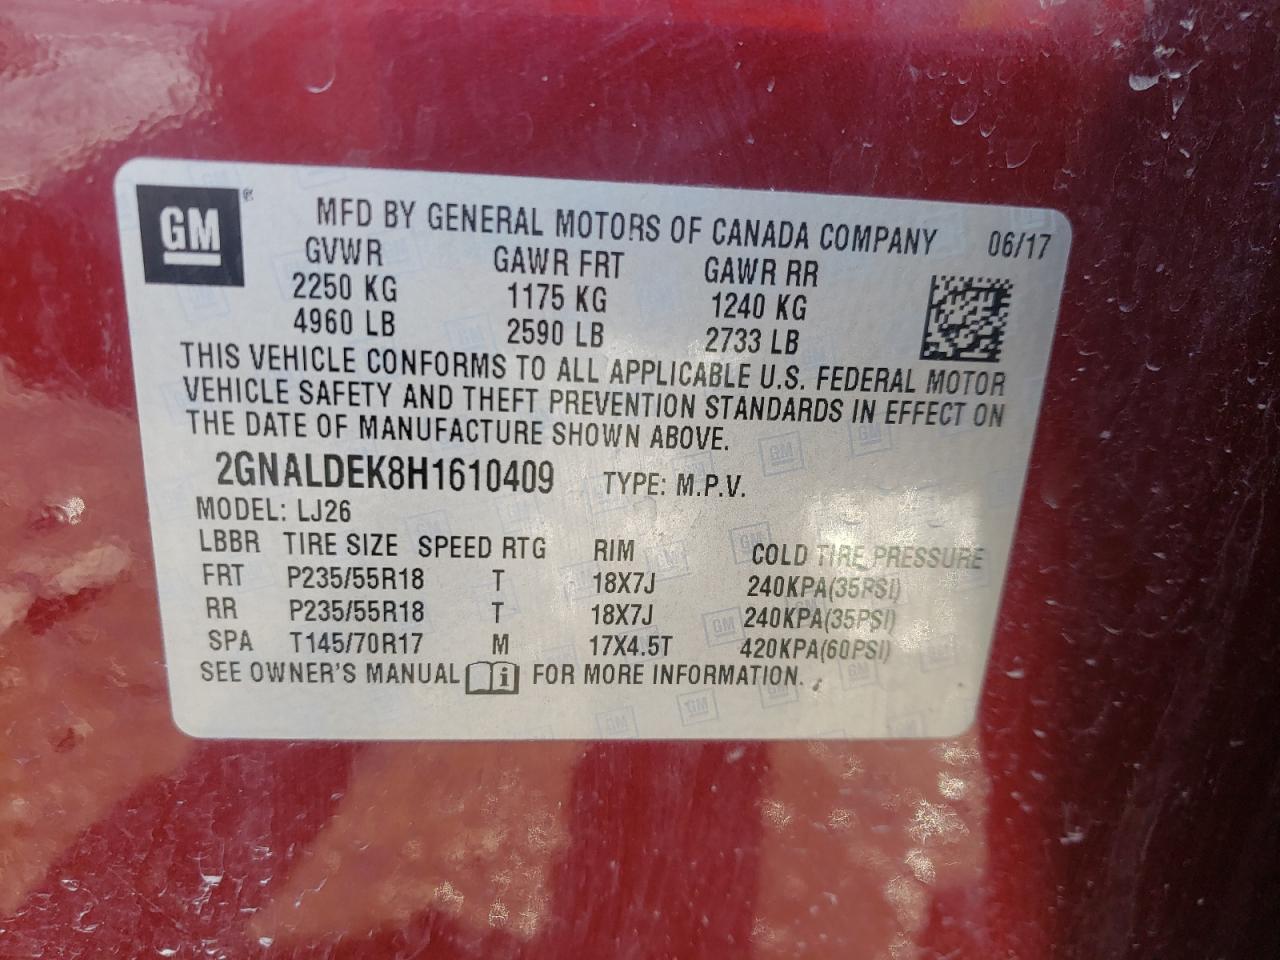 GM ®
MFD BY GENERAL MOTORS OF CANADA COMPANY 06/17
GVWR GAWR FRT GAWR RR
2250 KG 1175 KG 1240 KG
4960 LB 2590 LB 2733 LB
THIS VEHICLE CONFORMS TO ALL APPLICABLE U.S. FEDERAL MOTOR
VEHICLE SAFETY AND THEFT PREVENTION STANDARDS IN EFFECT ON
THE DATE OF MANUFACTURE SHOWN ABOVE.
2GNALDEK8H1610409 TYPE: M.P.V.
MODEL: LJ26
LBBR TIRE SIZE SPEED RTG RIM COLD TIRE PRESSURE
FRT P235/55R18 T 18X7J 240KPA(35PSI)
RR P235/55R18 T 18X7J 240KPA(35PSI)
SPA T145/70R17 M 17X4.5T 420KPA(60PSI)
SEE OWNER'S MANUAL i FOR MORE INFORMATION.